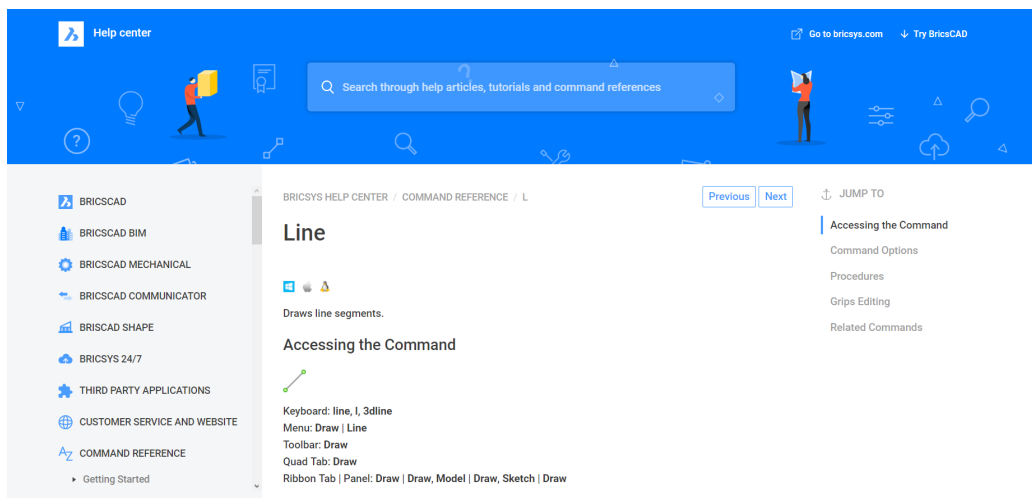 Help center
Go to bricsys.com
Try BricsCAD
Search through help articles, tutorials and command references
BRICSCAD
BRICSCAD BIM
BRICSCAD MECHANICAL
BRICSCAD COMMUNICATOR
BRISCAD SHAPE
BRICSYS 24/7
THIRD PARTY APPLICATIONS
CUSTOMER SERVICE AND WEBSITE
COMMAND REFERENCE
Getting Started
BRICSYS HELP CENTER / COMMAND REFERENCE / L
Previous
Next
Line
Draws line segments.
Accessing the Command
Keyboard: line, l, 3dline
Menu: Draw | Line
Toolbar: Draw
Quad Tab: Draw
Ribbon Tab | Panel: Draw | Draw, Model | Draw, Sketch | Draw
JUMP TO
Accessing the Command
Command Options
Procedures
Grips Editing
Related Commands